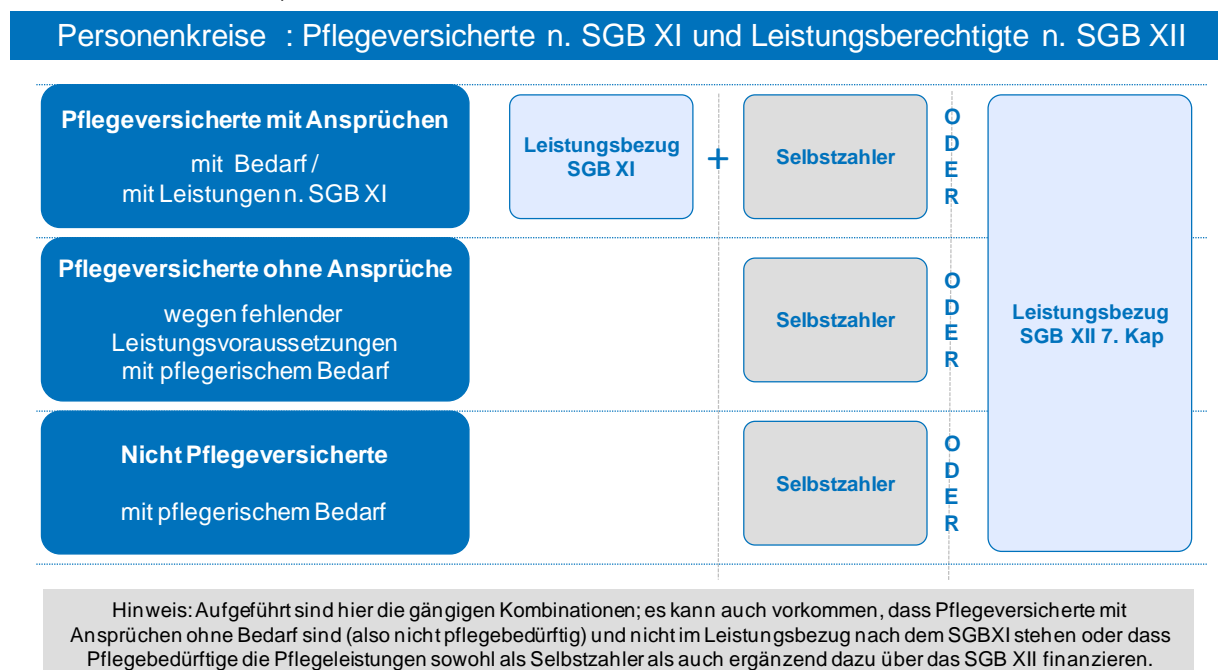 Personenkreise : Pflegeversicherte n. SGB XI und Leistungsberechtigte n. SGB XII
Pflegeversicherte mit Ansprüchen
mit Bedarf /
mit Leistungen n. SGB XI
Leistungsbezug
SGB XI
+
Selbstzahler
O
D
E
R
Pflegeversicherte ohne Ansprüche
wegen fehlender
Leistungsvoraussetzungen
mit pflegerischem Bedarf
Selbstzahler
O
D
E
R
Leistungsbezug
SGB XII 7. Kap
Nicht Pflegeversicherte
mit pflegerischem Bedarf
Selbstzahler
O
D
E
R
Hinweis: Aufgeführt sind hier die gängigen Kombinationen; es kann auch vorkommen, dass Pflegeversicherte mit
Ansprüchen ohne Bedarf sind (also nicht pflegebedürftig) und nicht im Leistungsbezug nach dem SGBXI stehen oder dass
Pflegebedürftige die Pflegeleistungen sowohl als Selbstzahler als auch ergänzend dazu über das SGB XII finanzieren.